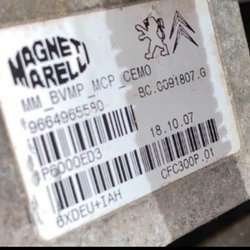 MAGNETI
MARELLI
MM_BVMP_MCP_CEMO
9664965580
BC.0091807.G
P6000ED3
18.10.07
6XDEU+IAH
CFC300P.01